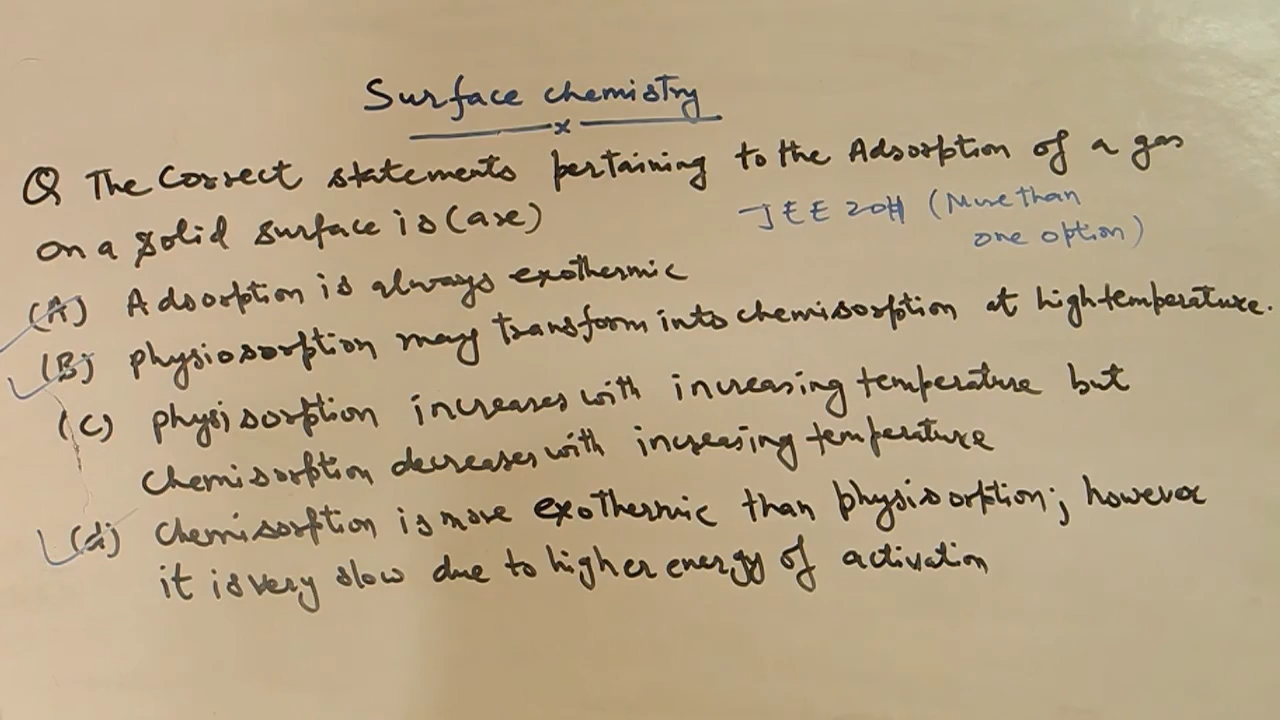 Surface chemistry
x
Q The Correct statements pertaining to the Adsorption of a gas
on a solid surface is (are)
JEE 2011 (More than
one option)
(A) Adsorption is always exothermic
(B) physiosorption may transform into chemisorption at high temperature.
(C) physisorption increases with increasing temperature but
chemisorption decreases with increasing temperature
(d) chemisorption is more exothermic than physisorption; however
it is very slow due to higher energy of activation